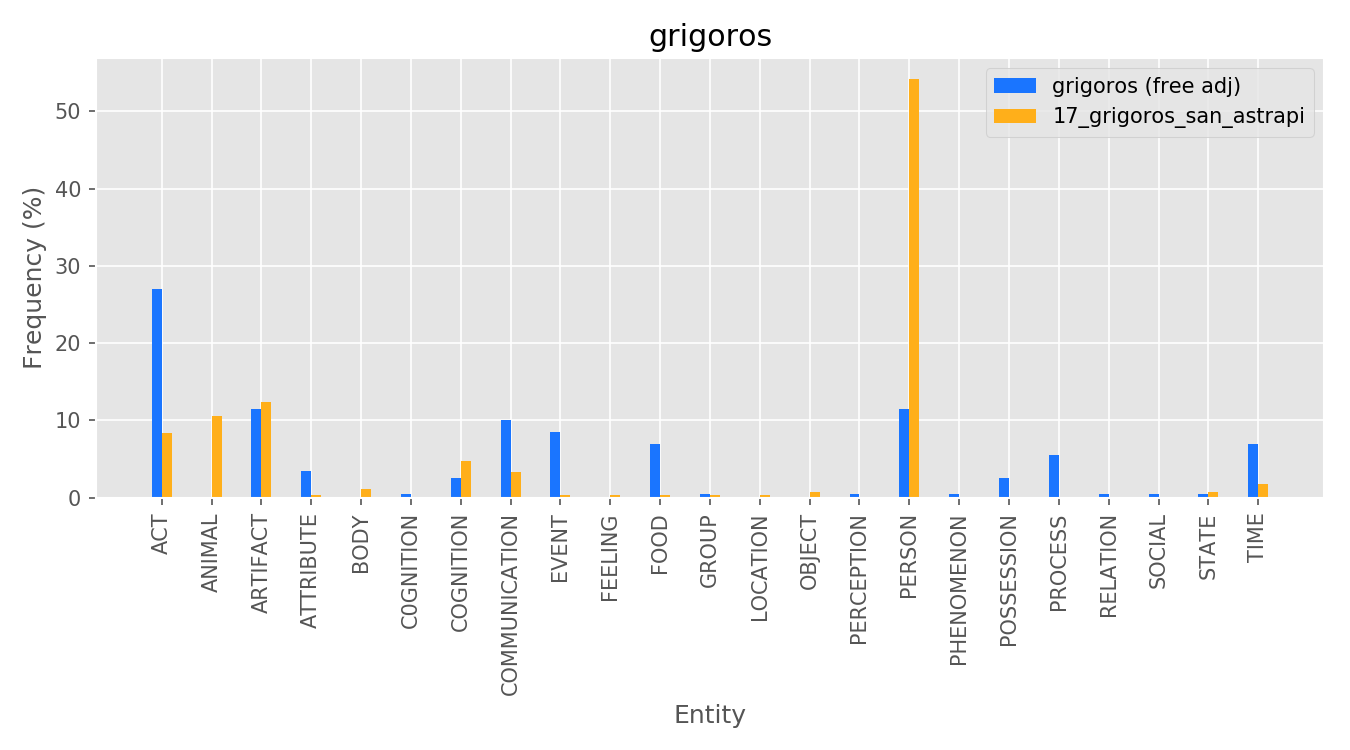 grigoros
grigoros (free adj)
17_grigoros_san_astrapi
Frequency (%)
50
40
30
20
10
0
ACT
ANIMAL
ARTIFACT
ATTRIBUTE
BODY
C0GNITION
COGNITION
COMMUNICATION
EVENT
FEELING
FOOD
GROUP
LOCATION
OBJECT
PERCEPTION
PERSON
PHENOMENON
POSSESSION
PROCESS
RELATION
SOCIAL
STATE
TIME
Entity